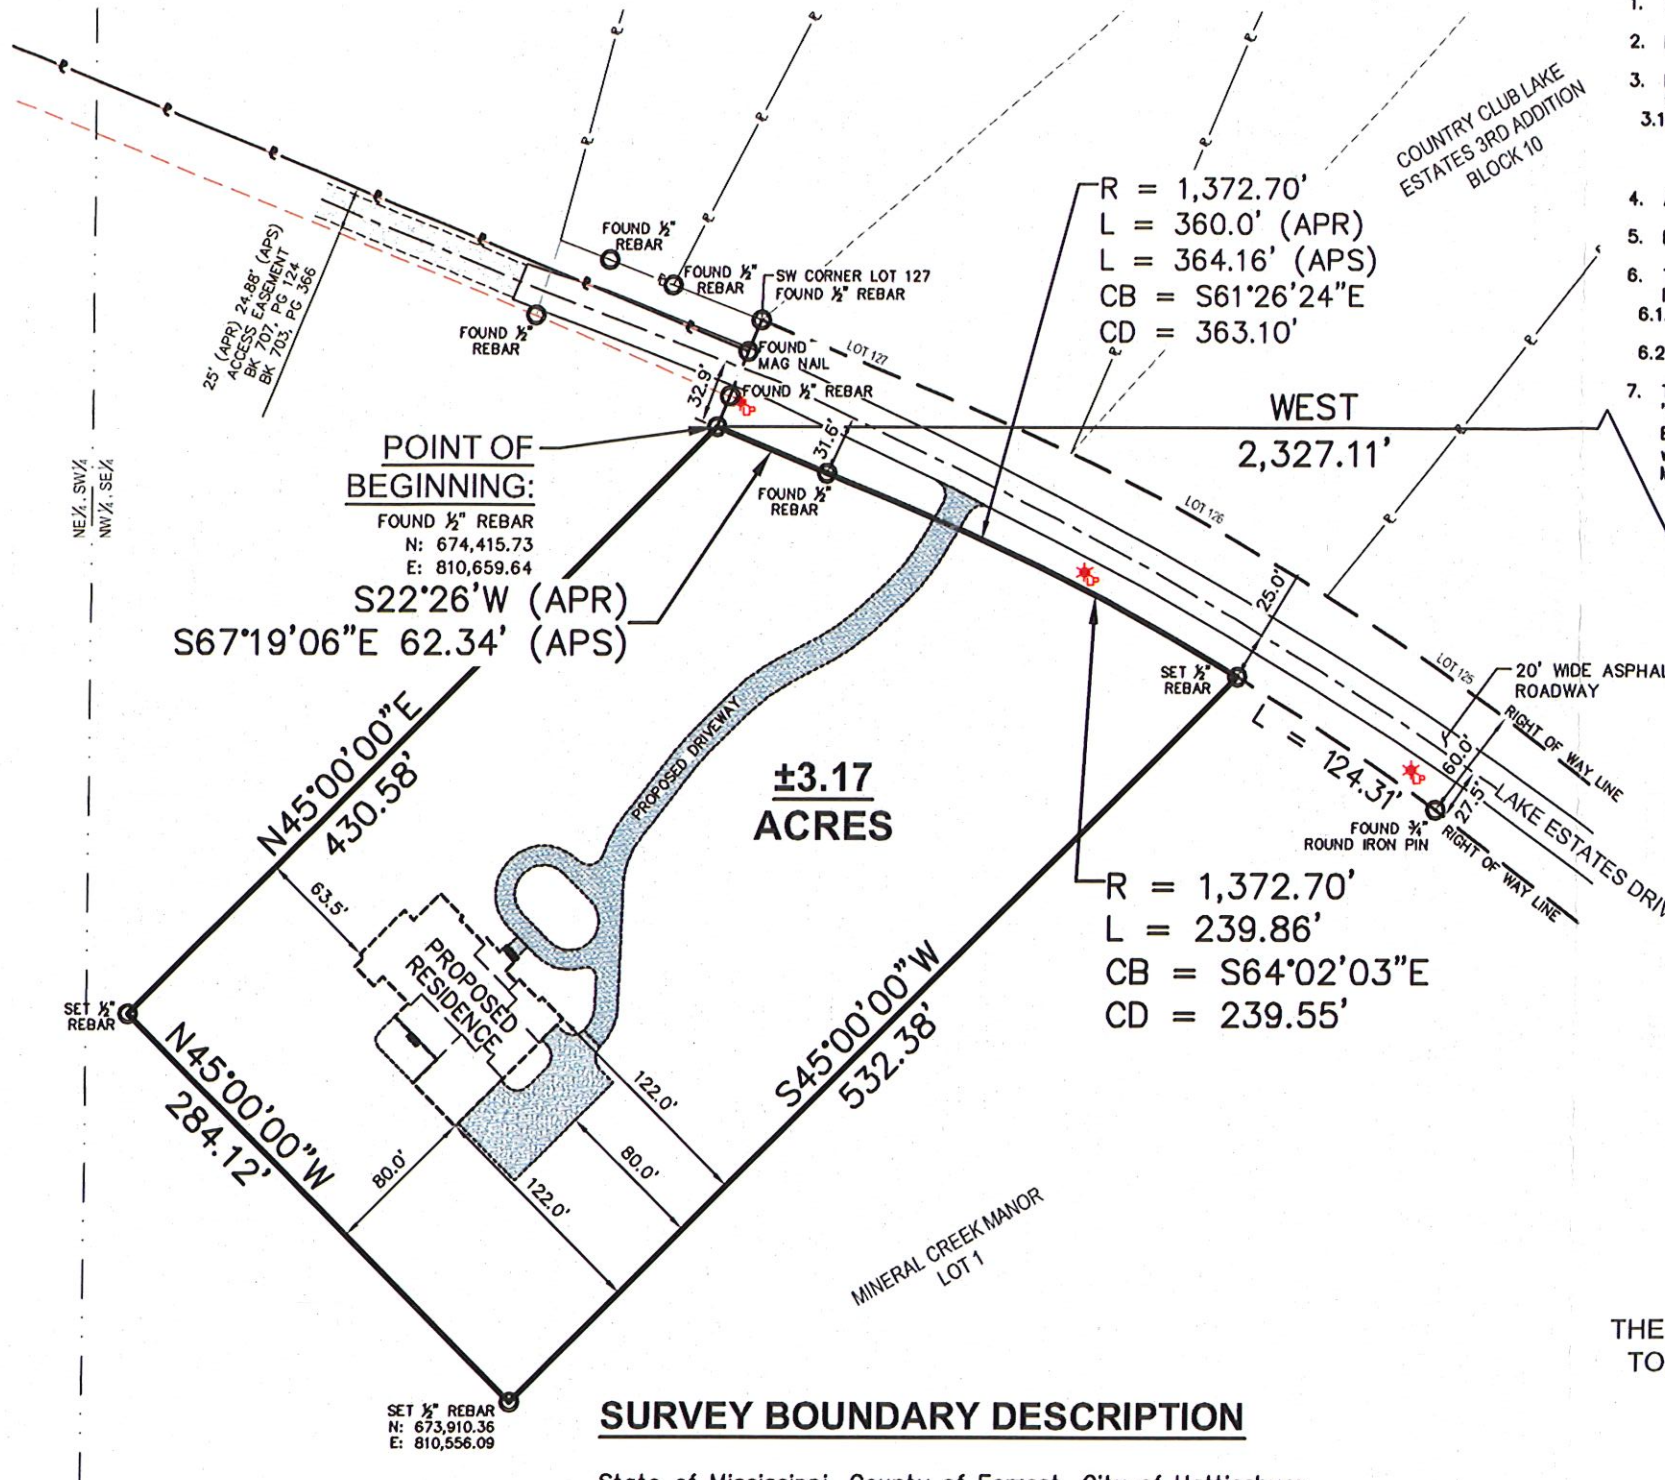 1.
2.
3.
3.1
4.
5.
6.
6.1.
6.2
7.
COUNTRY CLUB LAKE
ESTATES 3RD ADDITION
BLOCK 10
R = 1,372.70'
L = 360.0' (APR)
L = 364.16' (APS)
CB = S61°26'24"E
CD = 363.10'
FOUND ½"
REBAR
FOUND ½"
REBAR
SW CORNER LOT 127
FOUND ½" REBAR
25' (APR) 24.88' (APS)
ACCESS EASEMENT
BK 707, PG 124
BK 703, PG 366
FOUND ½"
REBAR
FOUND
MAG NAIL
LOT 127
FOUND ½" REBAR
32.9'
31.6'
WEST
2,327.11'
POINT OF
BEGINNING:
FOUND ½" REBAR
N: 674,415.73
E: 810,659.64
FOUND ½"
REBAR
LOT 126
NE¼, SW¼
NW¼, SE¼
S22°26'W (APR)
S67°19'06"E 62.34' (APS)
25.0'
LOT 125
SET ½"
REBAR
20' WIDE ASPHAL
ROADWAY
RIGHT OF WAY LINE
L = 124.31'
60.0'
27.5'
LAKE ESTATES DRIV
FOUND ¾"
ROUND IRON PIN
RIGHT OF WAY LINE
N45°00'00"E
430.58'
PROPOSED DRIVEWAY
±3.17
ACRES
R = 1,372.70'
L = 239.86'
CB = S64°02'03"E
CD = 239.55'
63.5'
PROPOSED
RESIDENCE
S45°00'00"W
532.38'
SET ½"
REBAR
N45°00'00"W
284.12'
122.0'
80.0'
80.0'
122.0'
MINERAL CREEK MANOR
LOT 1
THE
TO
SET ½" REBAR
N: 673,910.36
E: 810,556.09
SURVEY BOUNDARY DESCRIPTION
State of Mississippi, County of Forrest, City of Hattiesburg